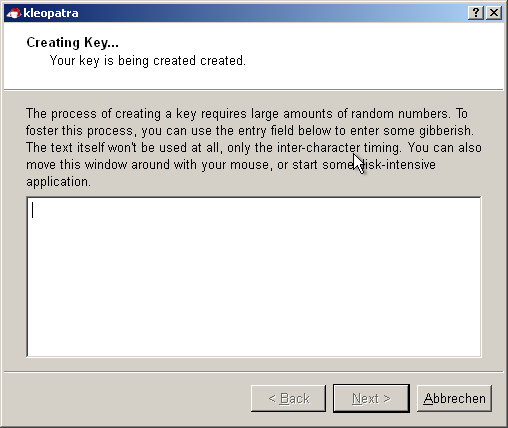 kleopatra
Creating Key...
Your key is being created created.
The process of creating a key requires large amounts of random numbers. To
foster this process, you can use the entry field below to enter some gibberish.
The text itself won't be used at all, only the inter-character timing. You can also
move this window around with your mouse, or start some disk-intensive
application.
< Back
Next >
Abbrechen